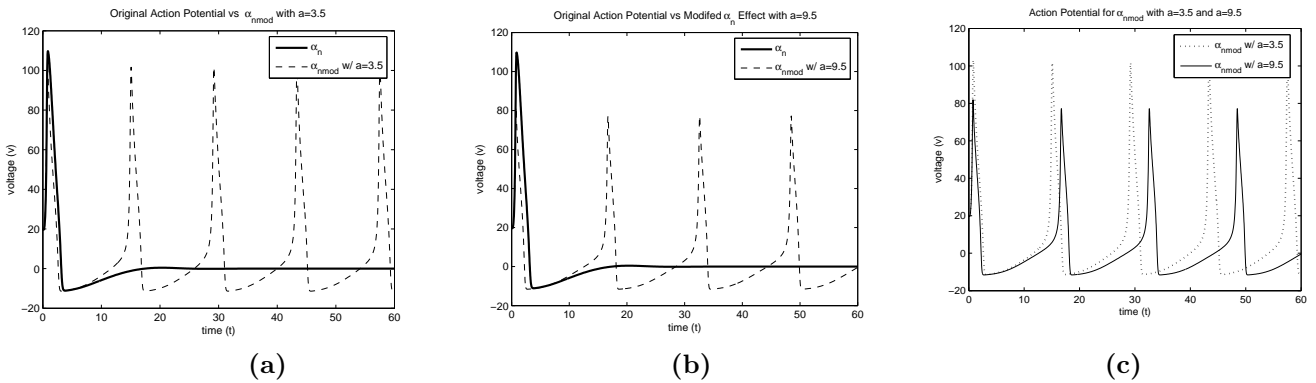 Original Action Potential vs αnmod with a=3.5
120
100
80
60
40
20
0
−20
0 10 20 30 40 50 60
voltage (v)
time (t)
αn
αnmod w/ a=3.5
(a)
Original Action Potential vs Modifed αn Effect with a=9.5
120
100
80
60
40
20
0
−20
0 10 20 30 40 50 60
voltage (v)
time (t)
αn
αnmod w/ a=9.5
(b)
Action Potential for αnmod with a=3.5 and a=9.5
120
100
80
60
40
20
0
−20
0 10 20 30 40 50 60
voltage (v)
time (t)
αnmod w/ a=3.5
αnmod w/ a=9.5
(c)